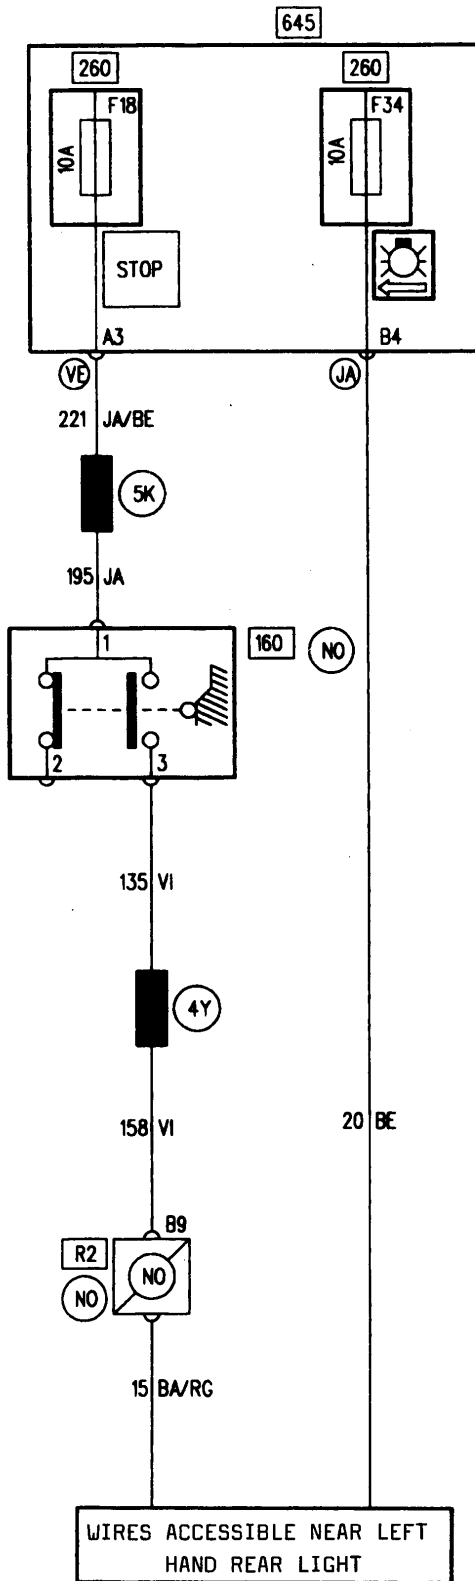 645
260 260
F18 F34
10A 10A
STOP
A3 B4
VE JA
221 JA/BE
5K
195 JA
1 160 NO
2 3
135 VI
4Y
158 VI
20 BE
B9
R2
NO
NO
15 BA/RG
WIRES ACCESSIBLE NEAR LEFT
HAND REAR LIGHT